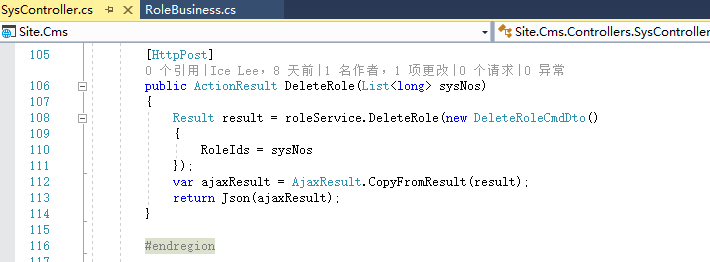 SysController.cs RoleBusiness.cs
Site.Cms Site.Cms.Controllers.SysController
105 [HttpPost]
0 个引用|Ice Lee，8 天前|1 名作者，1 项更改|0 个请求|0 异常
106 public ActionResult DeleteRole(List<long> sysNos)
107 {
108 Result result = roleService.DeleteRole(new DeleteRoleCmdDto()
109 {
110 RoleIds = sysNos
111 });
112 var ajaxResult = AjaxResult.CopyFromResult(result);
113 return Json(ajaxResult);
114 }
115
116 #endregion
117